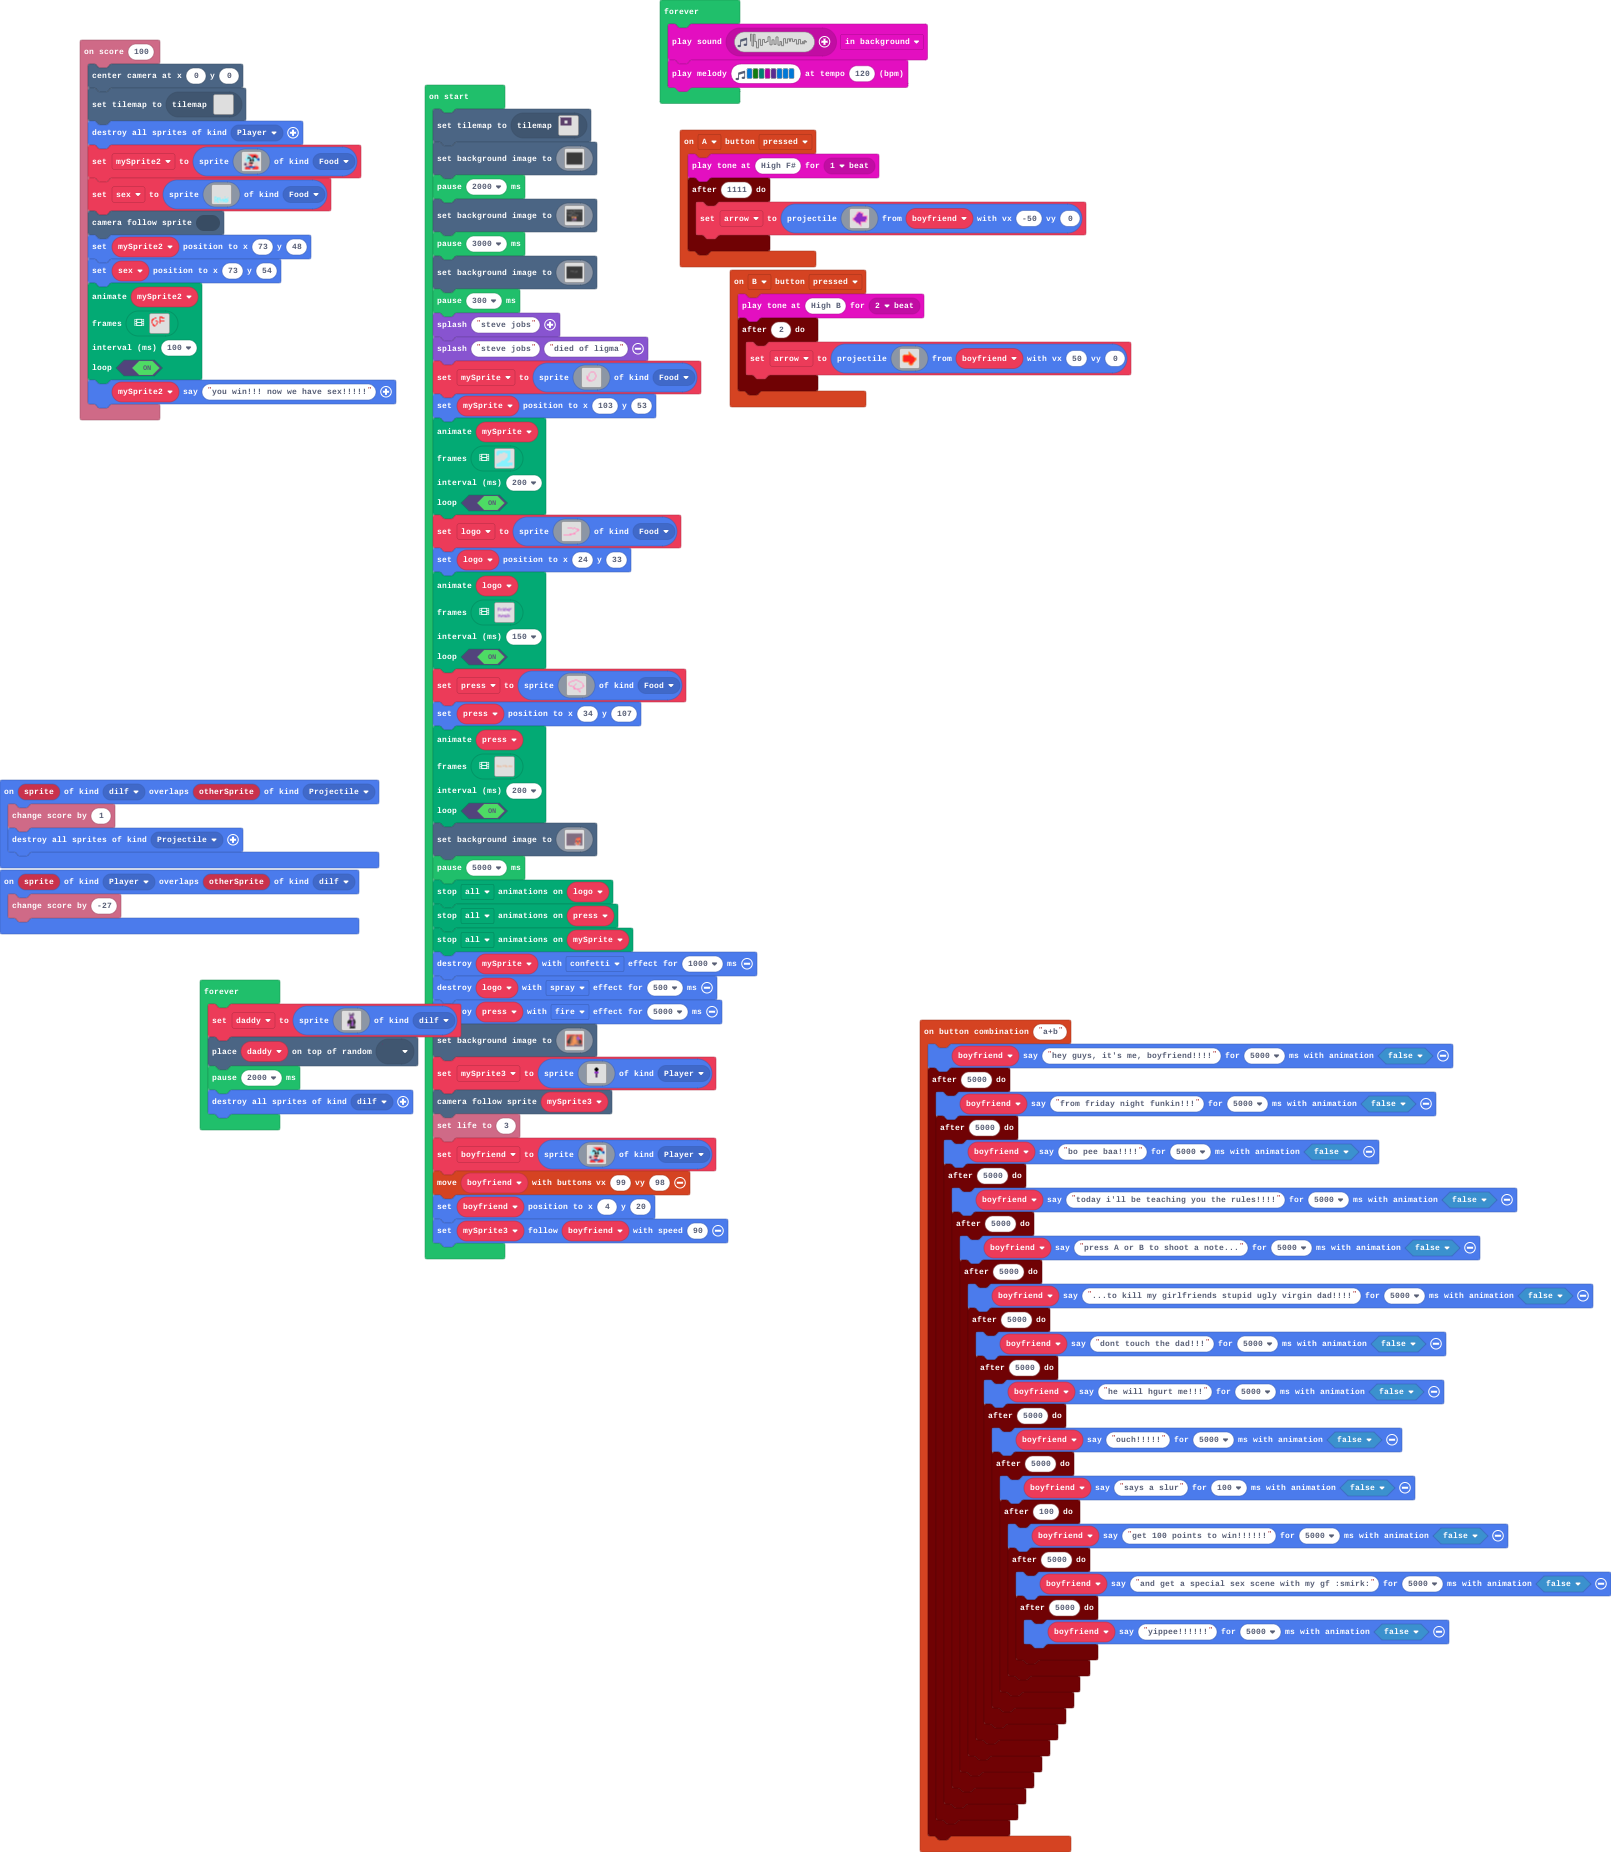 forever
play sound in background
play melody at tempo 120 (bpm)
on score 100
center camera at x 0 y 0
set tilemap to tilemap
destroy all sprites of kind Player
set mySprite2 to sprite of kind Food
set sex to sprite of kind Food
camera follow sprite
set mySprite2 position to x 73 y 48
set sex position to x 73 y 54
animate mySprite2
frames
interval (ms) 100
loop ON
mySprite2 say "you win!!! now we have sex!!!!!"
on start
set tilemap to tilemap
set background image to
pause 2000 ms
set background image to
pause 3000 ms
set background image to
pause 300 ms
splash "steve jobs"
splash "steve jobs" "died of ligma"
set mySprite to sprite of kind Food
set mySprite position to x 103 y 53
animate mySprite
frames
interval (ms) 200
loop ON
set logo to sprite of kind Food
set logo position to x 24 y 33
animate logo
frames
interval (ms) 150
loop ON
set press to sprite of kind Food
set press position to x 34 y 107
animate press
frames
interval (ms) 200
loop ON
set background image to
pause 5000 ms
stop all animations on logo
stop all animations on press
stop all animations on mySprite
destroy mySprite with confetti effect for 1000 ms
destroy logo with spray effect for 500 ms
oy press with fire effect for 5000 ms
set background image to
set mySprite3 to sprite of kind Player
camera follow sprite mySprite3
set life to 3
set boyfriend to sprite of kind Player
move boyfriend with buttons vx 99 vy 98
set boyfriend position to x 4 y 20
set mySprite3 follow boyfriend with speed 90
on A button pressed
play tone at High F# for 1 beat
after 1111 do
set arrow to projectile from boyfriend with vx -50 vy 0
on B button pressed
play tone at High B for 2 beat
after 2 do
set arrow to projectile from boyfriend with vx 50 vy 0
on sprite of kind dilf overlaps otherSprite of kind Projectile
change score by 1
destroy all sprites of kind Projectile
on sprite of kind Player overlaps otherSprite of kind dilf
change score by -27
forever
set daddy to sprite of kind dilf
place daddy on top of random
pause 2000 ms
destroy all sprites of kind dilf
on button combination "a+b"
boyfriend say "hey guys, it's me, boyfriend!!!!" for 5000 ms with animation false
after 5000 do
boyfriend say "from friday night funkin!!!" for 5000 ms with animation false
after 5000 do
boyfriend say "bo pee baa!!!!" for 5000 ms with animation false
after 5000 do
boyfriend say "today i'll be teaching you the rules!!!!" for 5000 ms with animation false
after 5000 do
boyfriend say "press A or B to shoot a note..." for 5000 ms with animation false
after 5000 do
boyfriend say "...to kill my girlfriends stupid ugly virgin dad!!!!" for 5000 ms with animation false
after 5000 do
boyfriend say "dont touch the dad!!!" for 5000 ms with animation false
after 5000 do
boyfriend say "he will hgurt me!!!" for 5000 ms with animation false
after 5000 do
boyfriend say "ouch!!!!!" for 5000 ms with animation false
after 5000 do
boyfriend say "says a slur" for 100 ms with animation false
after 100 do
boyfriend say "get 100 points to win!!!!!!" for 5000 ms with animation false
after 5000 do
boyfriend say "and get a special sex scene with my gf :smirk:" for 5000 ms with animation false
after 5000 do
boyfriend say "yippee!!!!!!" for 5000 ms with animation false